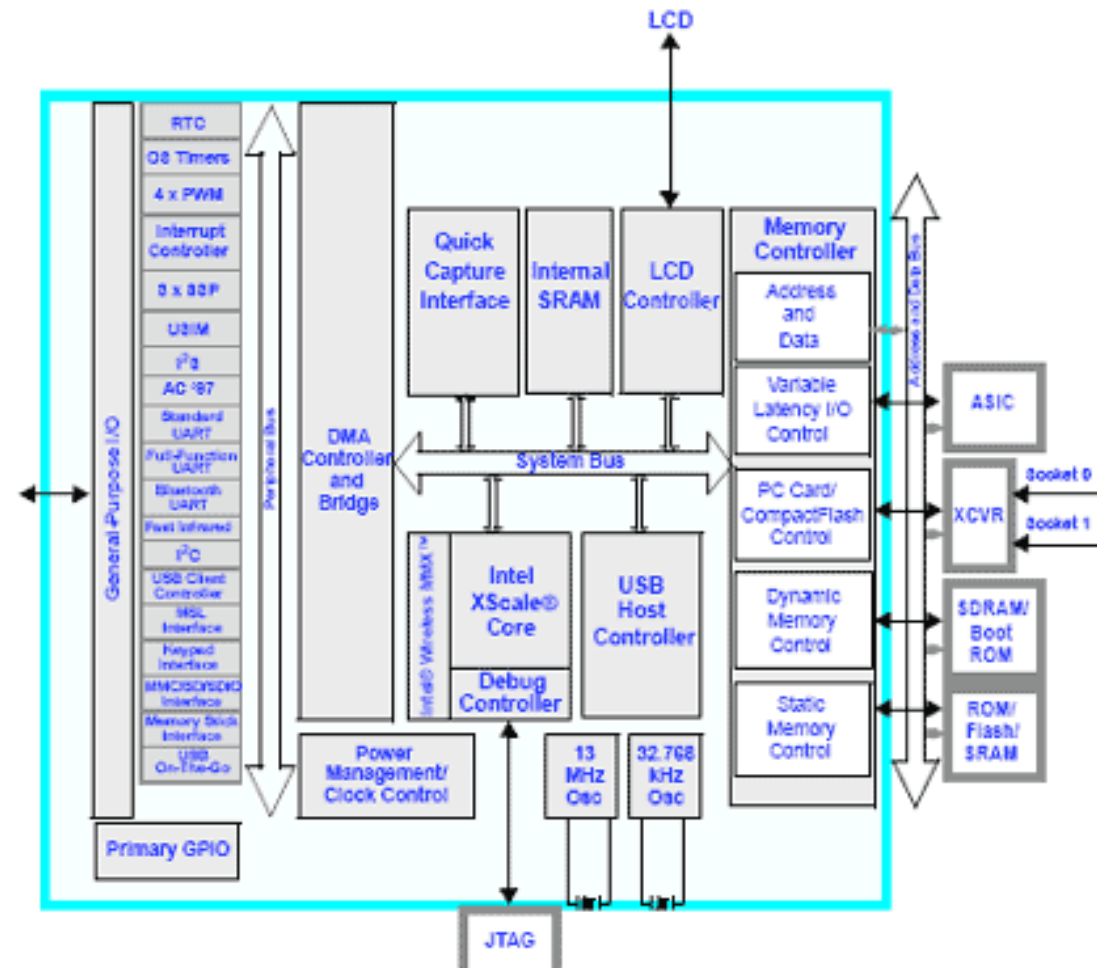 LCD
General-Purpose I/O
RTC
OS Timers
4 x PWM
Interrupt
Controller
3 x SSP
USIM
I²S
AC '97
Standard
UART
Full-Function
UART
Bluetooth
UART
Fast Infrared
I²C
USB Client
Controller
MSL
Interface
Keypad
Interface
MMC/SD/SDIO
Interface
Memory Stick
Interface
USB
On-The-Go
Primary GPIO
Peripheral Bus
DMA
Controller
and
Bridge
Power
Management/
Clock Control
Quick
Capture
Interface
Internal
SRAM
LCD
Controller
System Bus
Intel® Wireless MMX™
Intel
XScale®
Core
Debug
Controller
USB
Host
Controller
13
MHz
Osc
32.768
kHz
Osc
JTAG
Memory
Controller
Address
and
Data
Variable
Latency I/O
Control
PC Card/
CompactFlash
Control
Dynamic
Memory
Control
Static
Memory
Control
Address and Data Bus
ASIC
XCVR
Socket 0
Socket 1
SDRAM/
Boot
ROM
ROM/
Flash/
SRAM